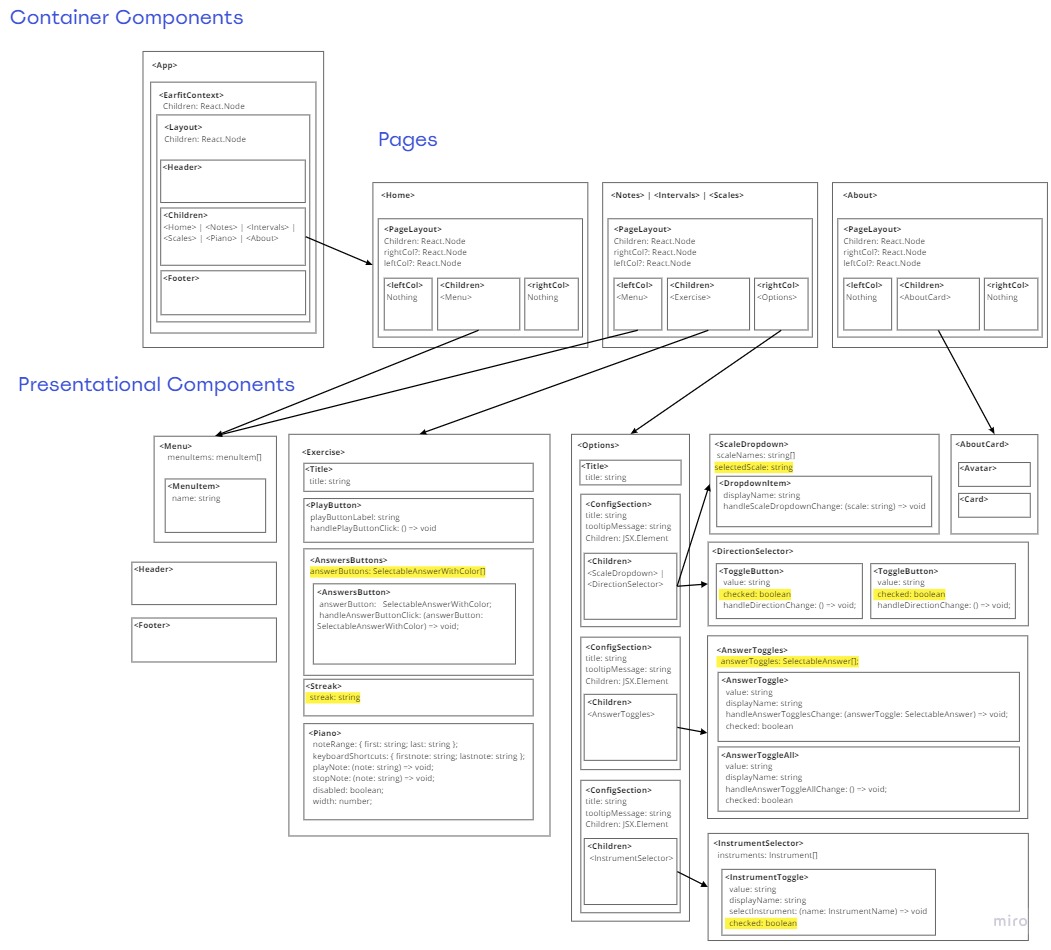 Container Components
<App>
<EarfitContext>
Children: React.Node
<Layout>
Children: React.Node
<Header>
<Children>
<Home> | <Notes> | <Intervals> |
<Scales> | <Piano> | <About>
<Footer>
Pages
<Home>
<PageLayout>
Children: React.Node
rightCol?: React.Node
leftCol?: React.Node
<leftCol>
Nothing
<Children>
<Menu>
<rightCol>
Nothing
<Notes> | <Intervals> | <Scales>
<PageLayout>
Children: React.Node
rightCol?: React.Node
leftCol?: React.Node
<leftCol>
<Menu>
<Children>
<Exercise>
<rightCol>
<Options>
<About>
<PageLayout>
Children: React.Node
rightCol?: React.Node
leftCol?: React.Node
<leftCol>
Nothing
<Children>
<AboutCard>
<rightCol>
Nothing
Presentational Components
<Menu>
menuItems: menuItem[]
<MenuItem>
name: string
<Header>
<Footer>
<Exercise>
<Title>
title: string
<PlayButton>
playButtonLabel: string
handlePlayButtonClick: () => void
<AnswersButtons>
answerButtons: SelectableAnswerWithColor[]
<AnswersButton>
answerButton: SelectableAnswerWithColor;
handleAnswerButtonClick: (answerButton:
SelectableAnswerWithColor) => void;
<Streak>
streak: string
<Piano>
noteRange: { first: string; last: string };
keyboardShortcuts: { firstnote: string; lastnote: string };
playNote: (note: string) => void;
stopNote: (note: string) => void;
disabled: boolean;
width: number;
<Options>
<Title>
title: string
<ConfigSection>
title: string
tooltipMessage: string
Children: JSX.Element
<Children>
<ScaleDropdown> |
<DirectionSelector>
<ConfigSection>
title: string
tooltipMessage: string
Children: JSX.Element
<Children>
<AnswerToggles>
<ConfigSection>
title: string
tooltipMessage: string
Children: JSX.Element
<Children>
<InstrumentSelector>
<ScaleDropdown>
scaleNames: string[]
selectedScale: string
<DropdownItem>
displayName: string
handleScaleDropdownChange: (scale: string) => void
<AboutCard>
<Avatar>
<Card>
<DirectionSelector>
<ToggleButton>
value: string
checked: boolean
handleDirectionChange: () => void;
<ToggleButton>
value: string
checked: boolean
handleDirectionChange: () => void;
<AnswerToggles>
answerToggles: SelectableAnswer[];
<AnswerToggle>
value: string
displayName: string
handleAnswerTogglesChange: (answerToggle: SelectableAnswer) => void;
checked: boolean
<AnswerToggleAll>
value: string
displayName: string
handleAnswerToggleAllChange: () => void;
checked: boolean
<InstrumentSelector>
instruments: Instrument[]
<InstrumentToggle>
value: string
displayName: string
selectInstrument: (name: InstrumentName) => void
checked: boolean
miro